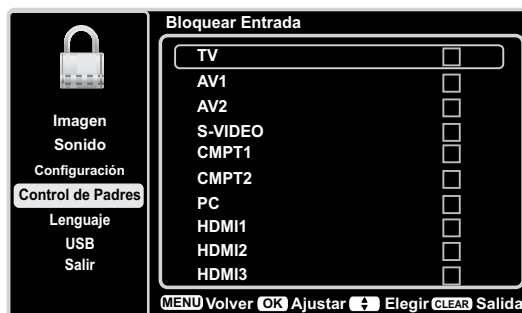 Bloquear Entrada
TV
AV1
AV2
S-VIDEO
CMPT1
CMPT2
PC
HDMI1
HDMI2
HDMI3
Imagen
Sonido
Configuración
Control de Padres
Lenguaje
USB
Salir
MENU Volver OK Ajustar Elegir CLEAR Salida